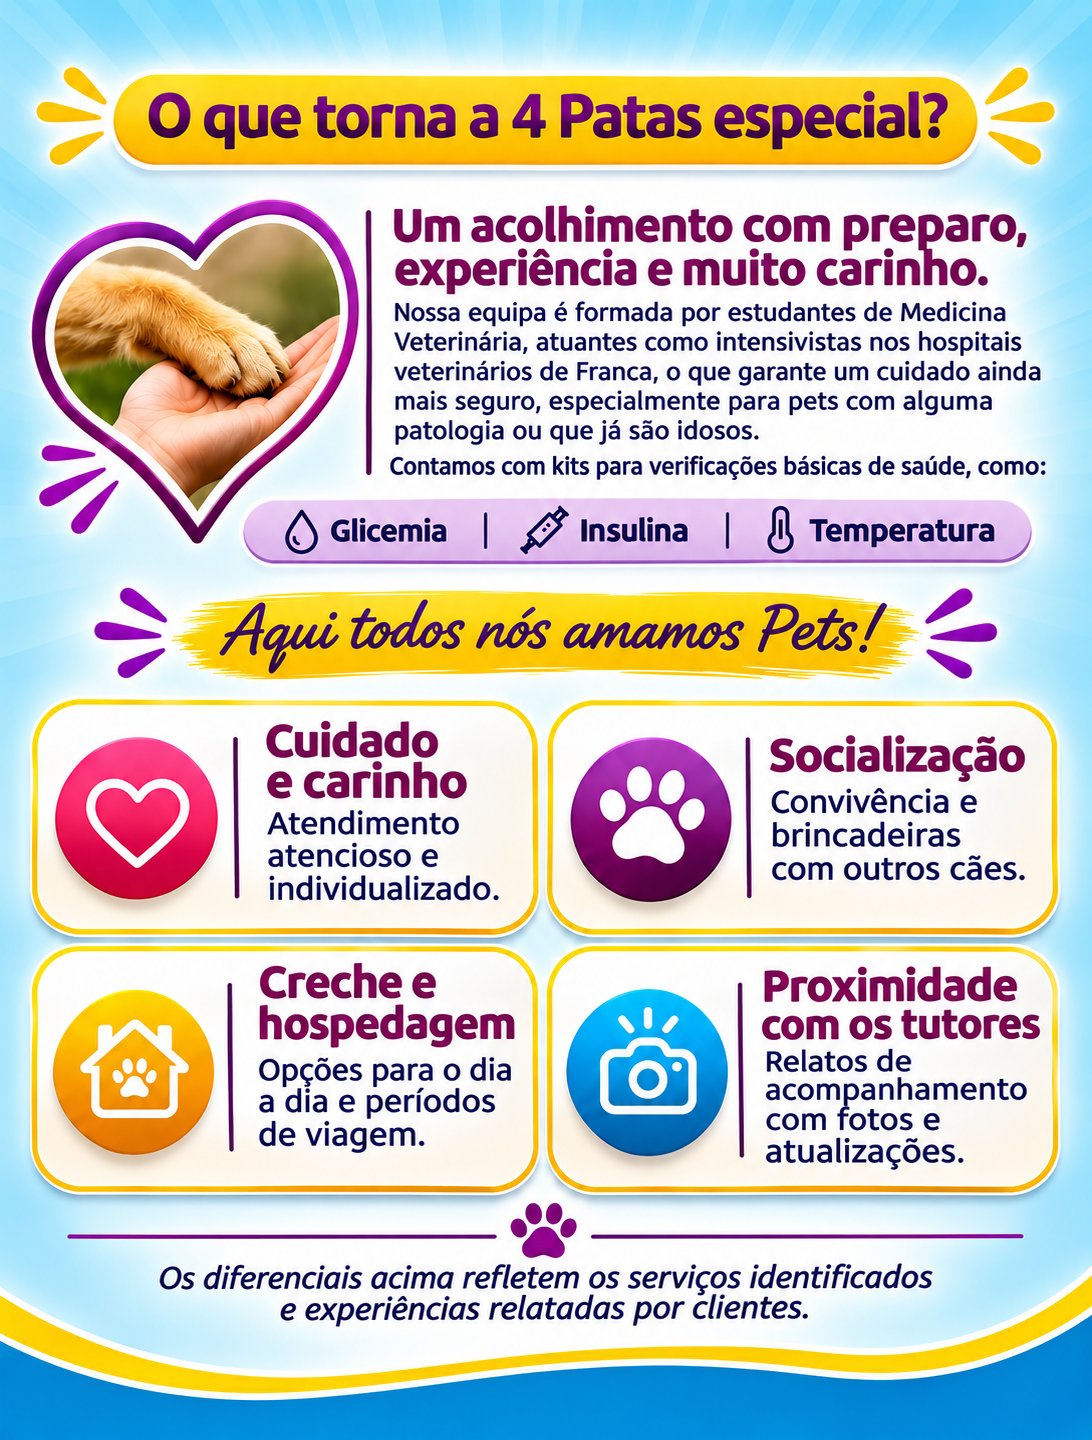 O que torna a 4 Patas especial?
Um acolhimento com preparo,
experiência e muito carinho.
Nossa equipa é formada por estudantes de Medicina
Veterinária, atuantes como intensivistas nos hospitais
veterinários de Franca, o que garante um cuidado ainda
mais seguro, especialmente para pets com alguma
patologia ou que já são idosos.
Contamos com kits para verificações básicas de saúde, como:
Glicemia | Insulina | Temperatura
Aqui todos nós amamos Pets!
Cuidado
e carinho
Atendimento
atencioso e
individualizado.
Socialização
Convivência e
brincadeiras
com outros cães.
Creche e
hospedagem
Opções para o dia
a dia e períodos
de viagem.
Proximidade
com os tutores
Relatos de
acompanhamento
com fotos e
atualizações.
Os diferenciais acima refletem os serviços identificados
e experiências relatadas por clientes.